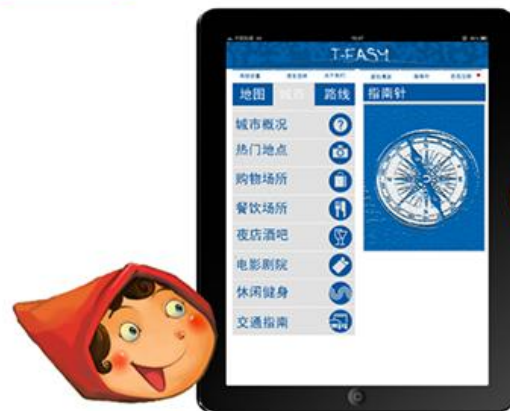 T-EASY
地图 城市 路线
指南针
城市概况
热门地点
购物场所
餐饮场所
夜店酒吧
电影剧院
休闲健身
交通指南